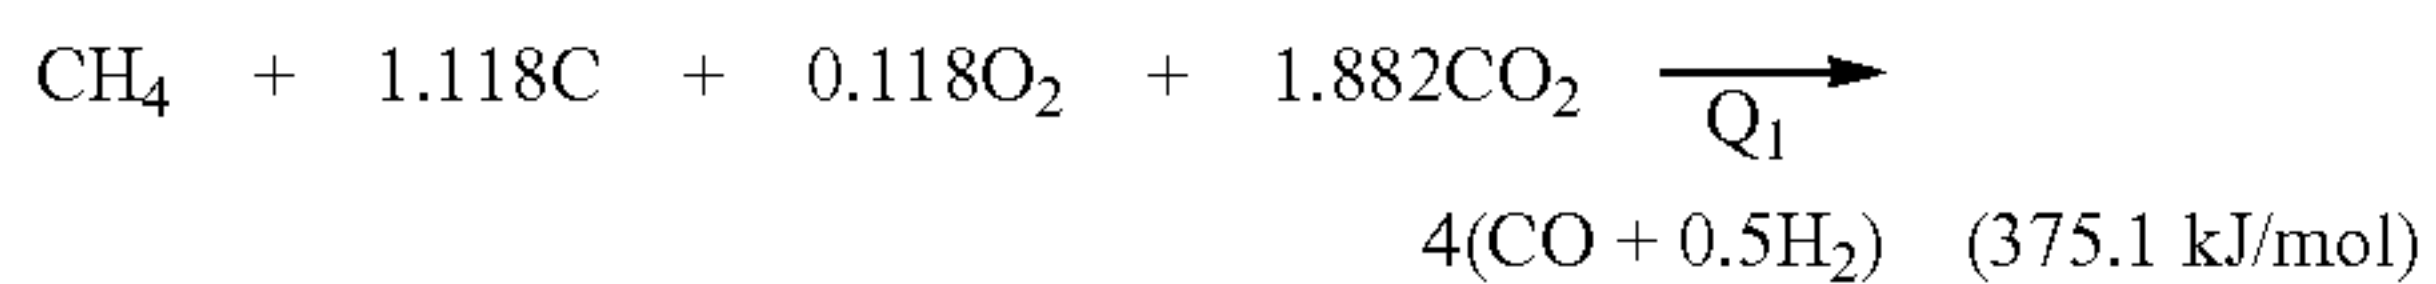 CH₄ + 1.118C + 0.118O₂ + 1.882CO₂ ⟶ Q₁
4(CO + 0.5H₂) (375.1 kJ/mol)